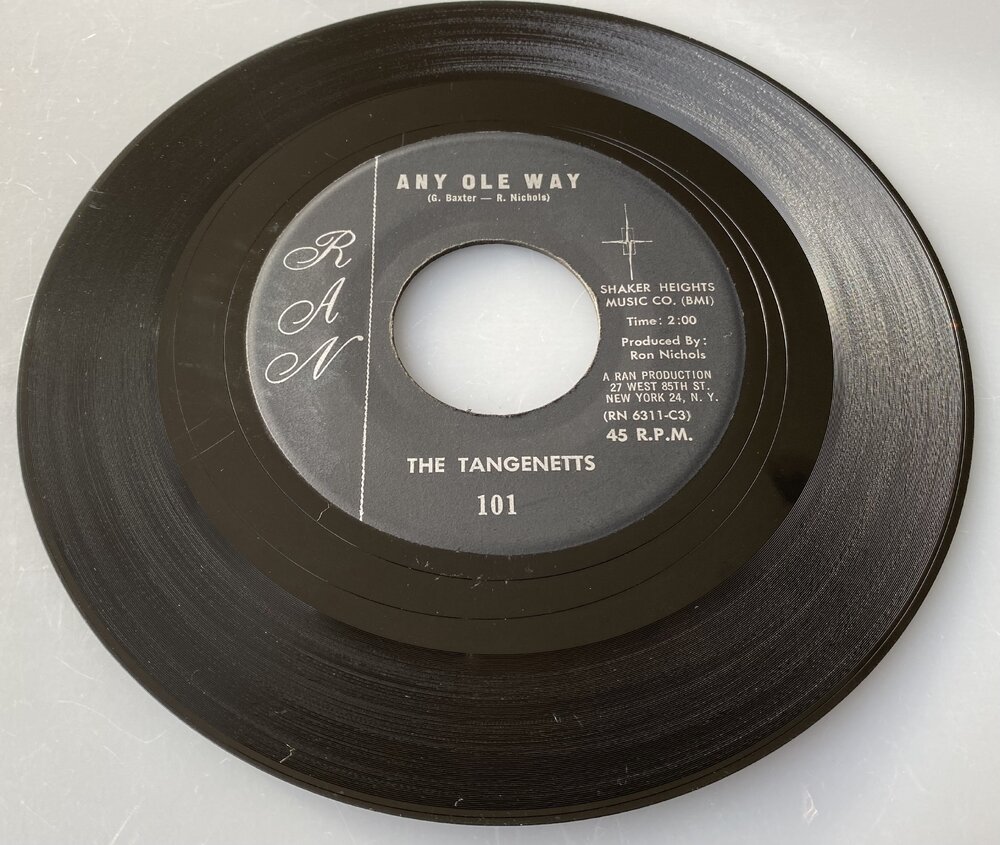 ANY OLE WAY
(G. Baxter — R. Nichols)
R
A
N
SHAKER HEIGHTS
MUSIC CO. (BMI)
Time: 2:00
Produced By:
Ron Nichols
A RAN PRODUCTION
27 WEST 85TH ST.
NEW YORK 24, N. Y.
(RN 6311-C3)
45 R.P.M.
THE TANGENETTS
101